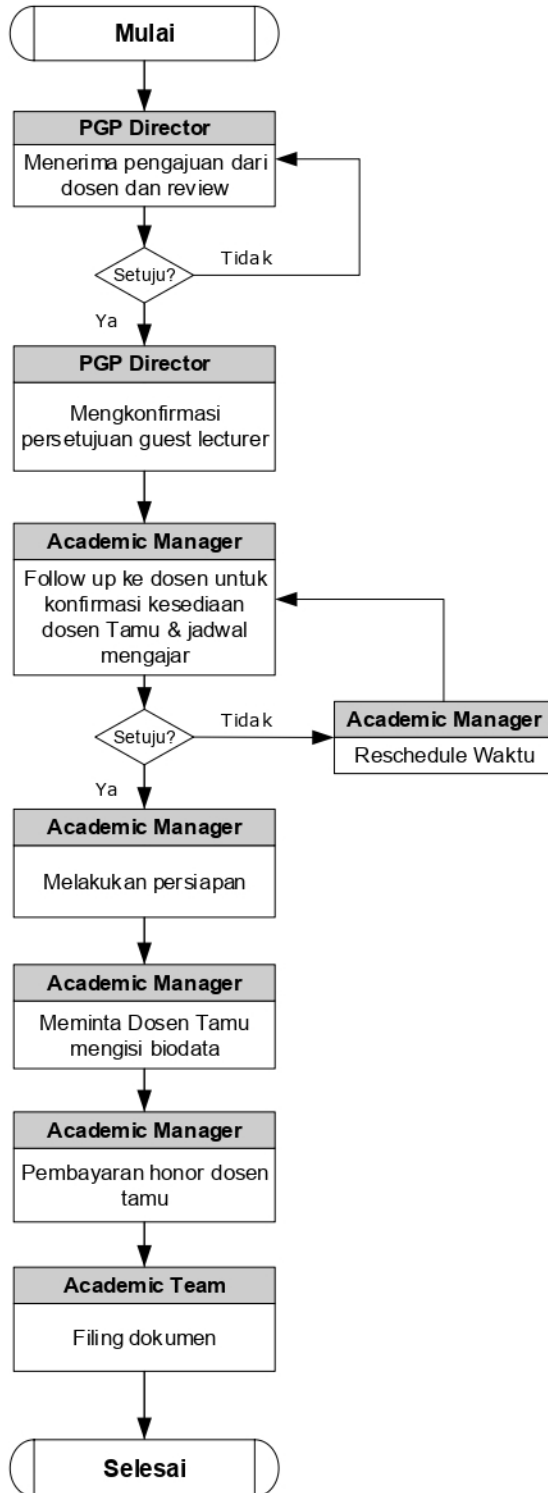 Mulai
PGP Director
Menerima pengajuan dari
dosen dan review
Setuju?
Tidak
Ya
PGP Director
Mengkonfirmasi
persetujuan guest lecturer
Academic Manager
Follow up ke dosen untuk
konfirmasi kesediaan
dosen Tamu & jadwal
mengajar
Setuju?
Tidak
Academic Manager
Reschedule Waktu
Ya
Academic Manager
Melakukan persiapan
Academic Manager
Meminta Dosen Tamu
mengisi biodata
Academic Manager
Pembayaran honor dosen
tamu
Academic Team
Filing dokumen
Selesai